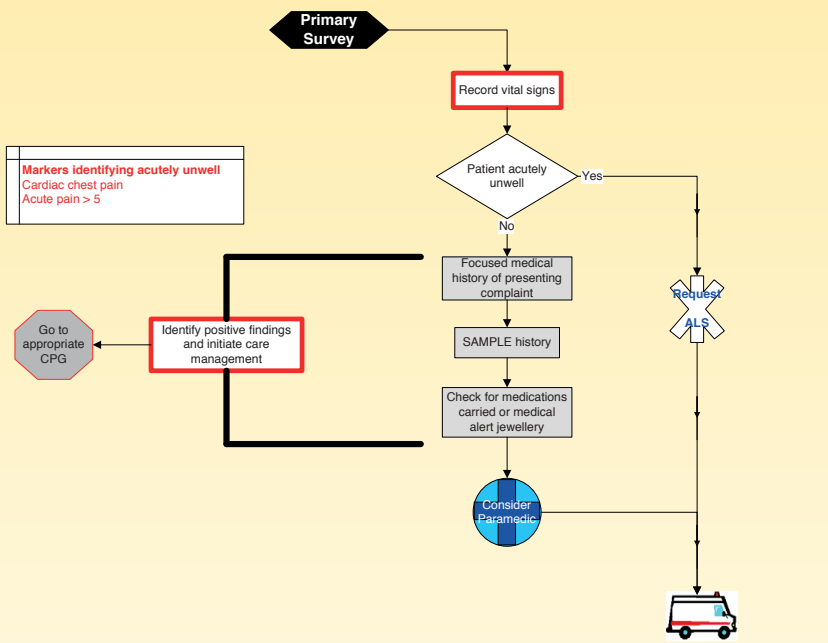 Primary
Survey
Record vital signs
Markers identifying acutely unwell
Cardiac chest pain
Acute pain > 5
Patient acutely
unwell
Yes
No
Focused medical
history of presenting
complaint
Request
ALS
Go to
appropriate
CPG
Identify positive findings
and initiate care
management
SAMPLE history
Check for medications
carried or medical
alert jewellery
Consider
Paramedic